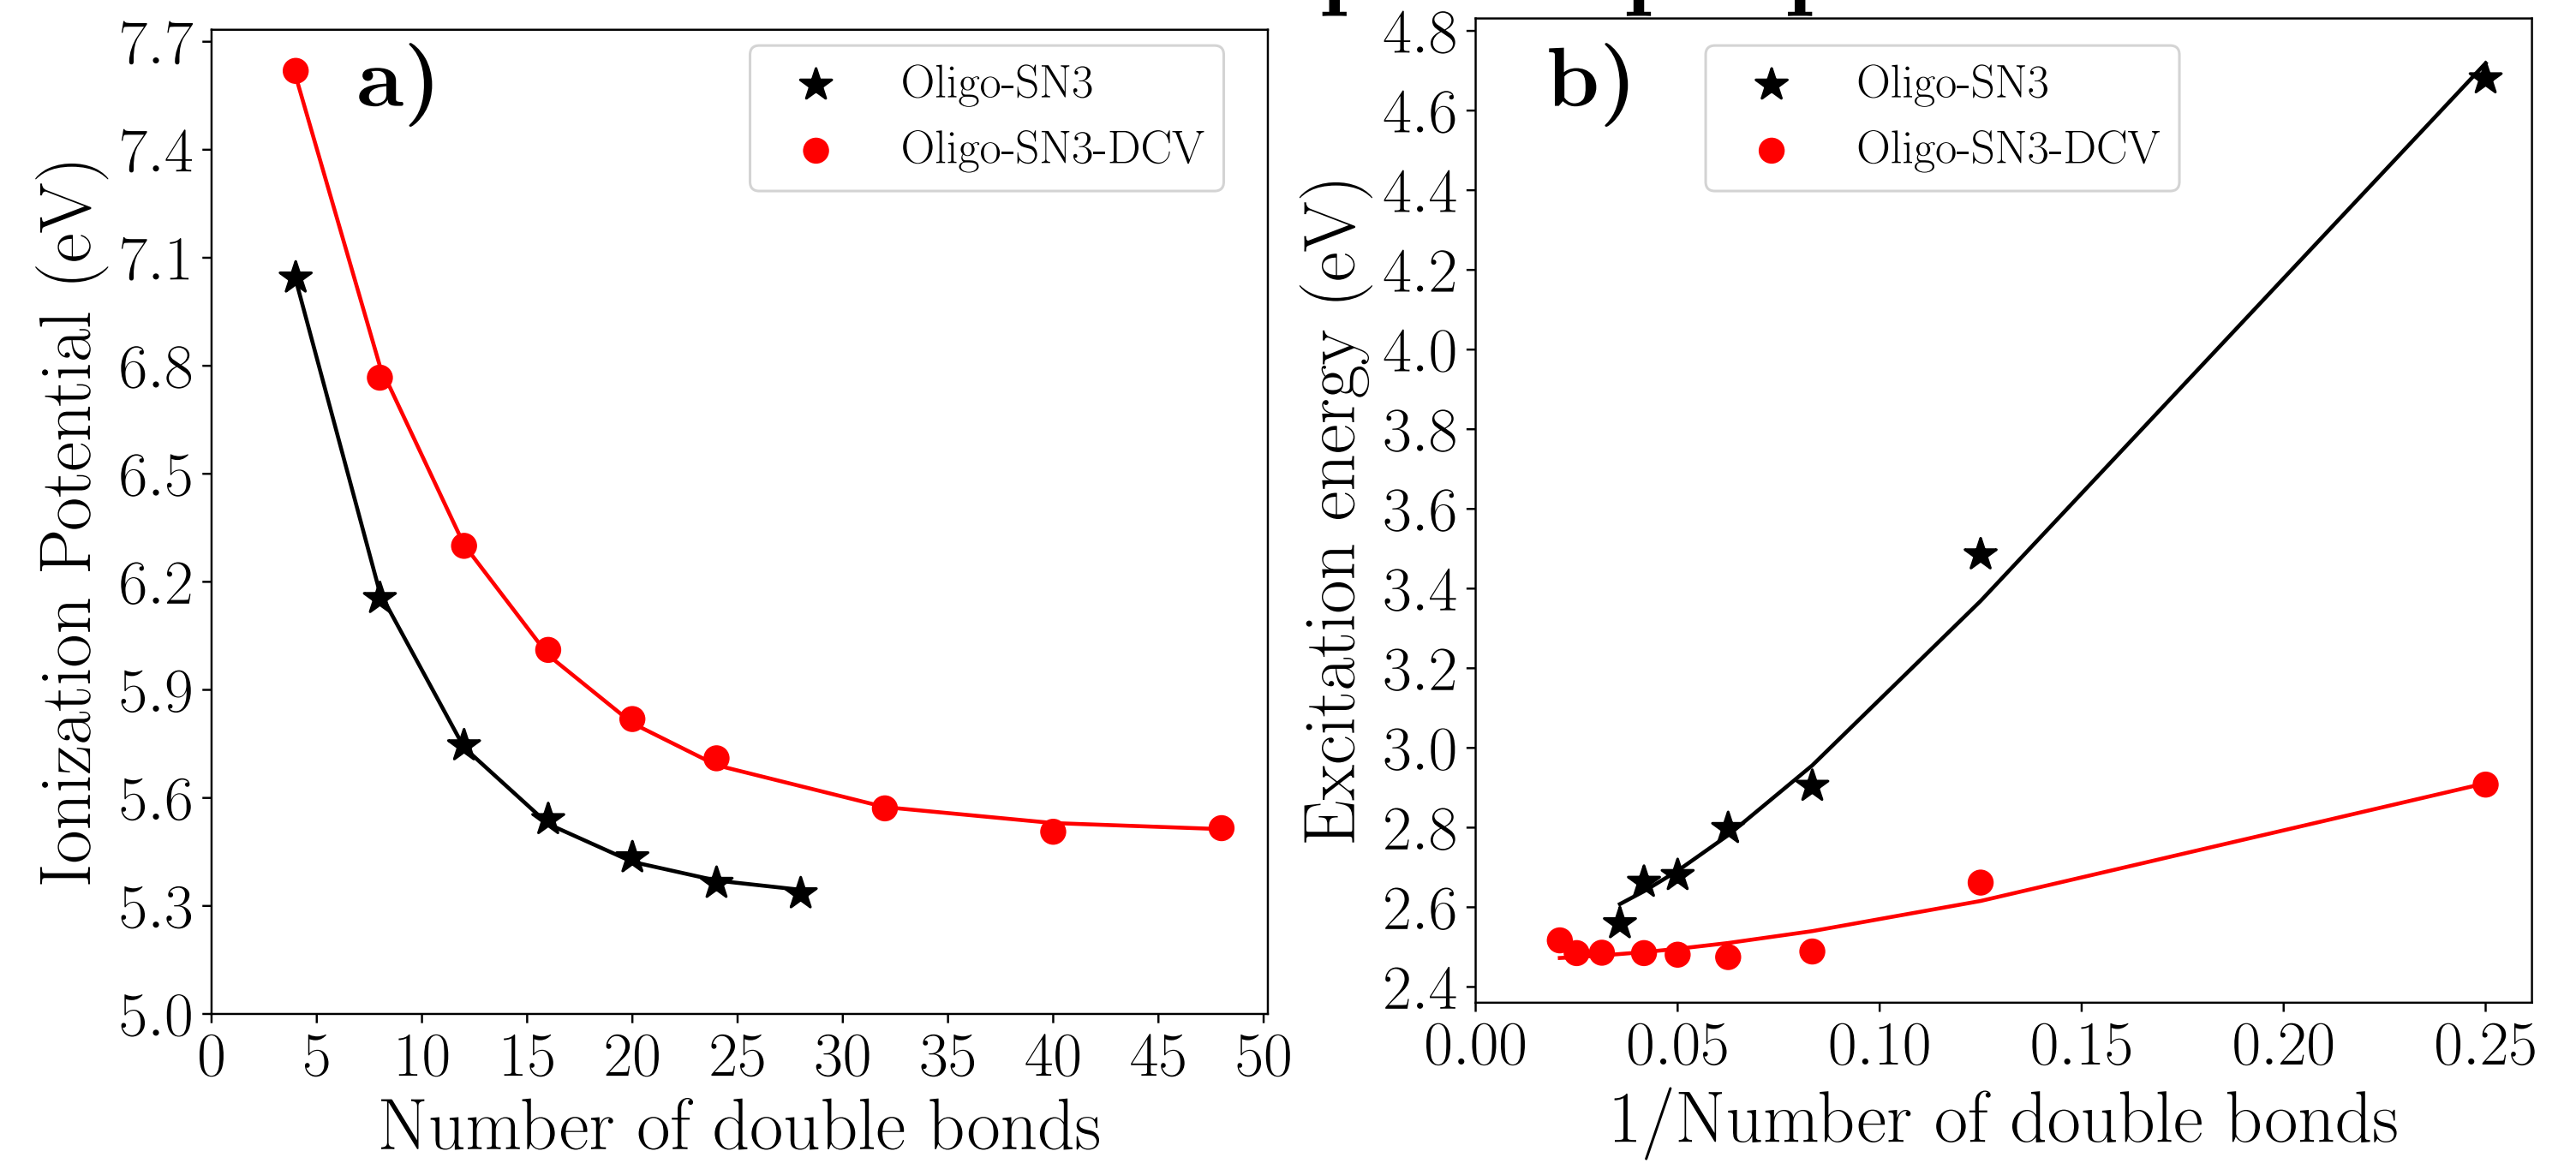 a)
Oligo-SN3
Oligo-SN3-DCV
Ionization Potential (eV)
7.7
7.4
7.1
6.8
6.5
6.2
5.9
5.6
5.3
5.0
0 5 10 15 20 25 30 35 40 45 50
Number of double bonds
b)
Oligo-SN3
Oligo-SN3-DCV
Excitation energy (eV)
4.8
4.6
4.4
4.2
4.0
3.8
3.6
3.4
3.2
3.0
2.8
2.6
2.4
0.00 0.05 0.10 0.15 0.20 0.25
1/Number of double bonds